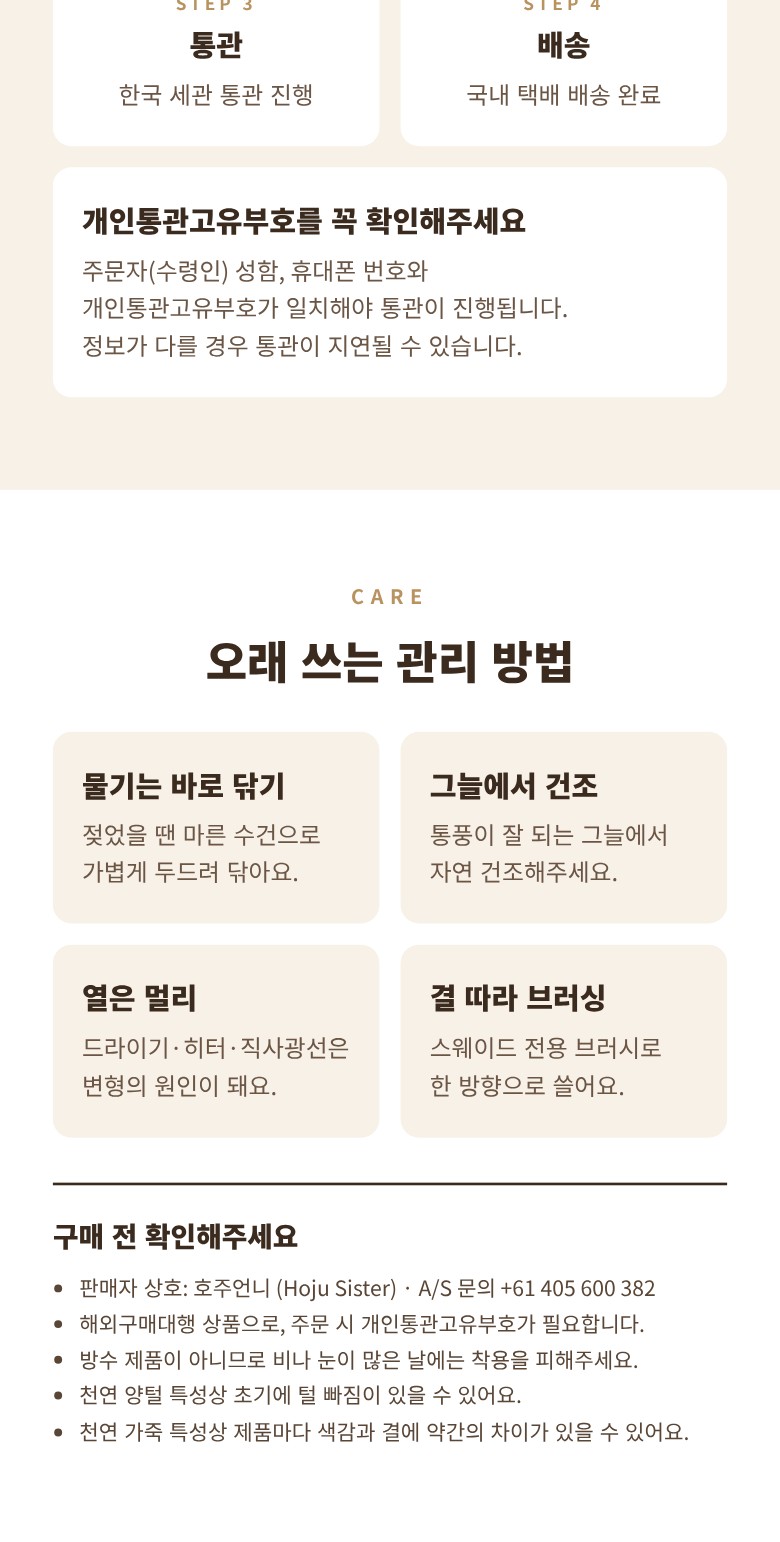 STEP 3
STEP 4
통관
배송
한국 세관 통관 진행
국내 택배 배송 완료
개인통관고유부호를 꼭 확인해주세요
주문자(수령인) 성함, 휴대폰 번호와
개인통관고유부호가 일치해야 통관이 진행됩니다.
정보가 다를 경우 통관이 지연될 수 있습니다.
CARE
오래 쓰는 관리 방법
물기는 바로 닦기
젖었을 땐 마른 수건으로
가볍게 두드려 닦아요.
그늘에서 건조
통풍이 잘 되는 그늘에서
자연 건조해주세요.
열은 멀리
드라이기·히터·직사광선은
변형의 원인이 돼요.
결 따라 브러싱
스웨이드 전용 브러시로
한 방향으로 쓸어요.
구매 전 확인해주세요
• 판매자 상호: 호주언니 (Hoju Sister) · A/S 문의 +61 405 600 382
• 해외구매대행 상품으로, 주문 시 개인통관고유부호가 필요합니다.
• 방수 제품이 아니므로 비나 눈이 많은 날에는 착용을 피해주세요.
• 천연 양털 특성상 초기에 털 빠짐이 있을 수 있어요.
• 천연 가죽 특성상 제품마다 색감과 결에 약간의 차이가 있을 수 있어요.